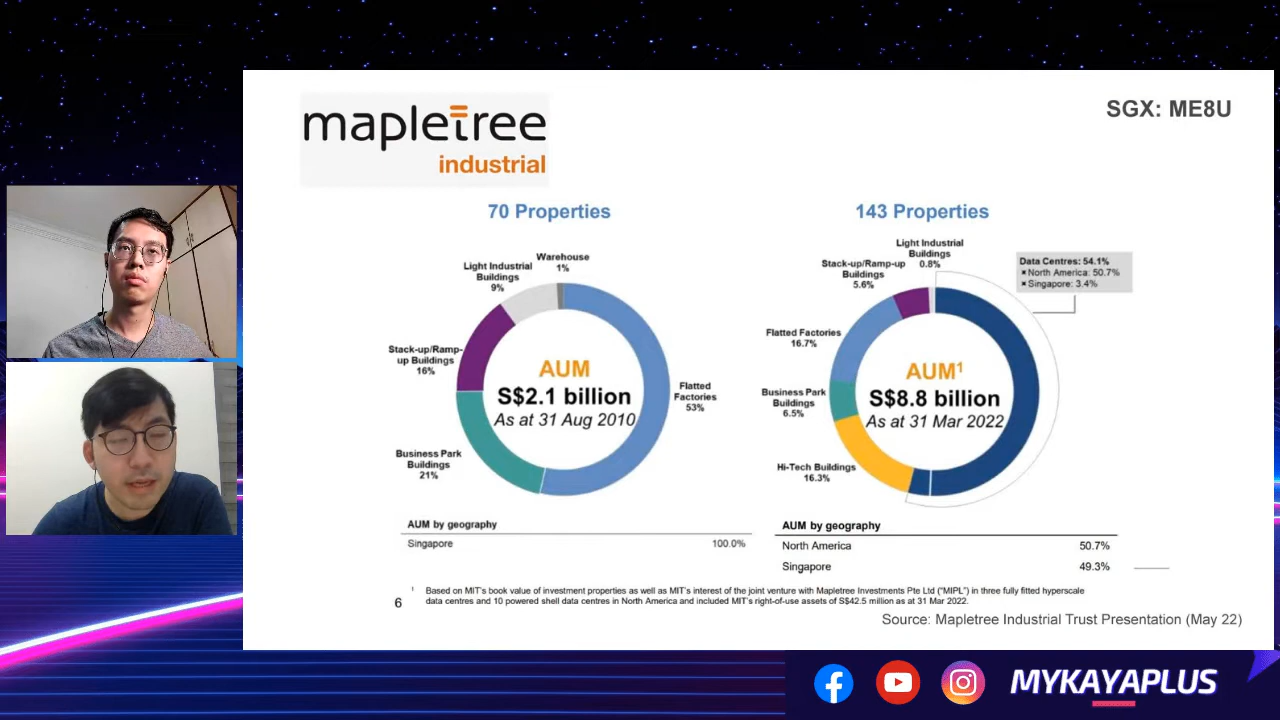 mapletree
industrial
SGX: ME8U
70 Properties
Warehouse
1%
Light Industrial
Buildings
9%
Stack-up/Ramp-
up Buildings
16%
Business Park
Buildings
21%
Flatted
Factories
53%
AUM
S$2.1 billion
As at 31 Aug 2010
AUM by geography
Singapore 100.0%
143 Properties
Light Industrial
Buildings
0.8%
Stack-up/Ramp-up
Buildings
5.6%
Flatted Factories
16.7%
Business Park
Buildings
6.5%
Hi-Tech Buildings
16.3%
Data Centres: 54.1%
North America: 50.7%
Singapore: 3.4%
AUM¹
S$8.8 billion
As at 31 Mar 2022
AUM by geography
North America 50.7%
Singapore 49.3%
¹ Based on MIT's book value of investment properties as well as MIT's interest of the joint venture with Mapletree Investments Pte Ltd ("MIPL") in three fully fitted hyperscale
data centres and 10 powered shell data centres in North America and included MIT's right-of-use assets of S$42.5 million as at 31 Mar 2022.
6
Source: Mapletree Industrial Trust Presentation (May 22)
MYKAYAPLUS